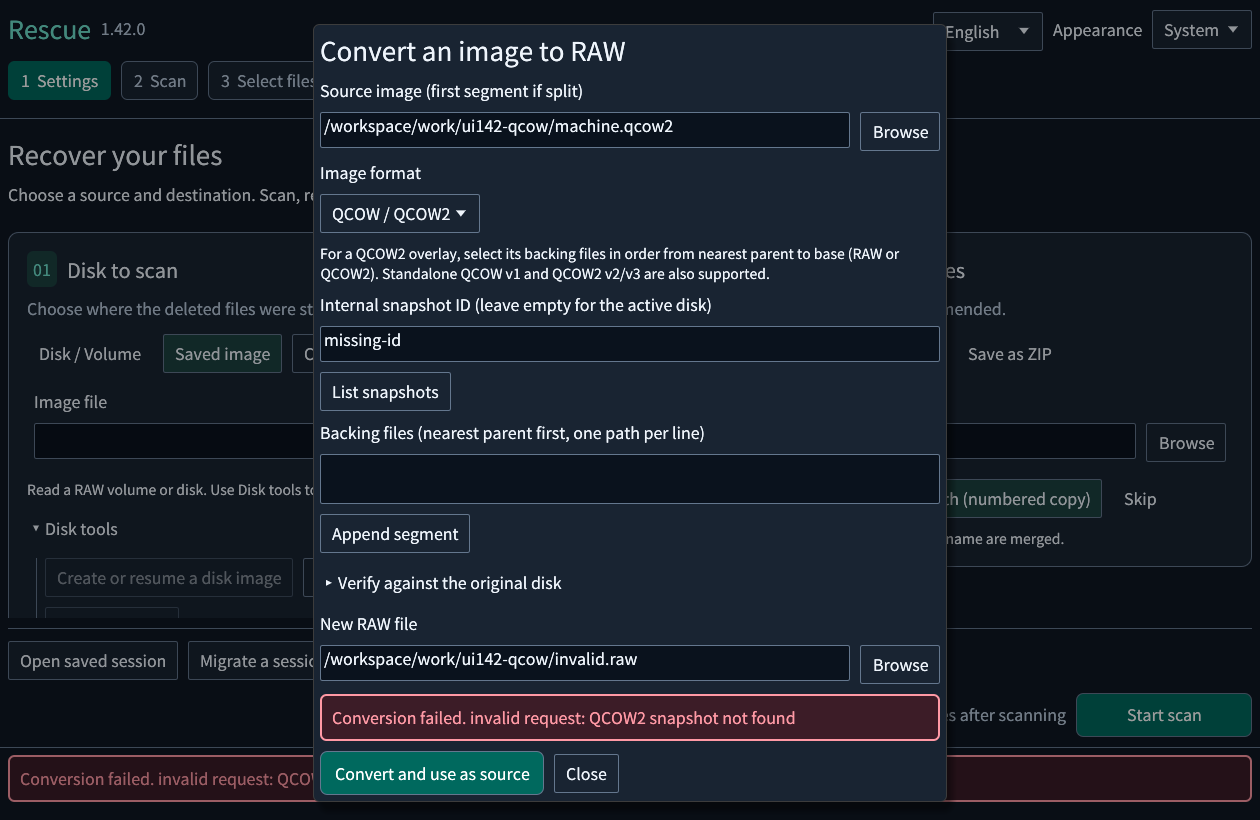 Rescue 1.42.0
English
Appearance
System
1 Settings
2 Scan
3 Select files
Recover your files
Choose a source and destination. Scan,
01 Disk to scan
Choose where the deleted files were
Disk / Volume
Saved image
Image file
Read a RAW volume or disk. Use Disk tools
Disk tools
Create or resume a disk image
Open saved session
Migrate a
Convert an image to RAW
Source image (first segment if split)
/workspace/work/ui142-qcow/machine.qcow2
Browse
Image format
QCOW / QCOW2
For a QCOW2 overlay, select its backing files in order from nearest parent to base (RAW or
QCOW2). Standalone QCOW v1 and QCOW2 v2/v3 are also supported.
Internal snapshot ID (leave empty for the active disk)
missing-id
List snapshots
Backing files (nearest parent first, one path per line)
Append segment
Verify against the original disk
New RAW file
/workspace/work/ui142-qcow/invalid.raw
Browse
Conversion failed. invalid request: QCOW2 snapshot not found
Convert and use as source
Close
Save as ZIP
Browse
(numbered copy)
Skip
name are merged.
after scanning
Start scan
Conversion failed. invalid request: